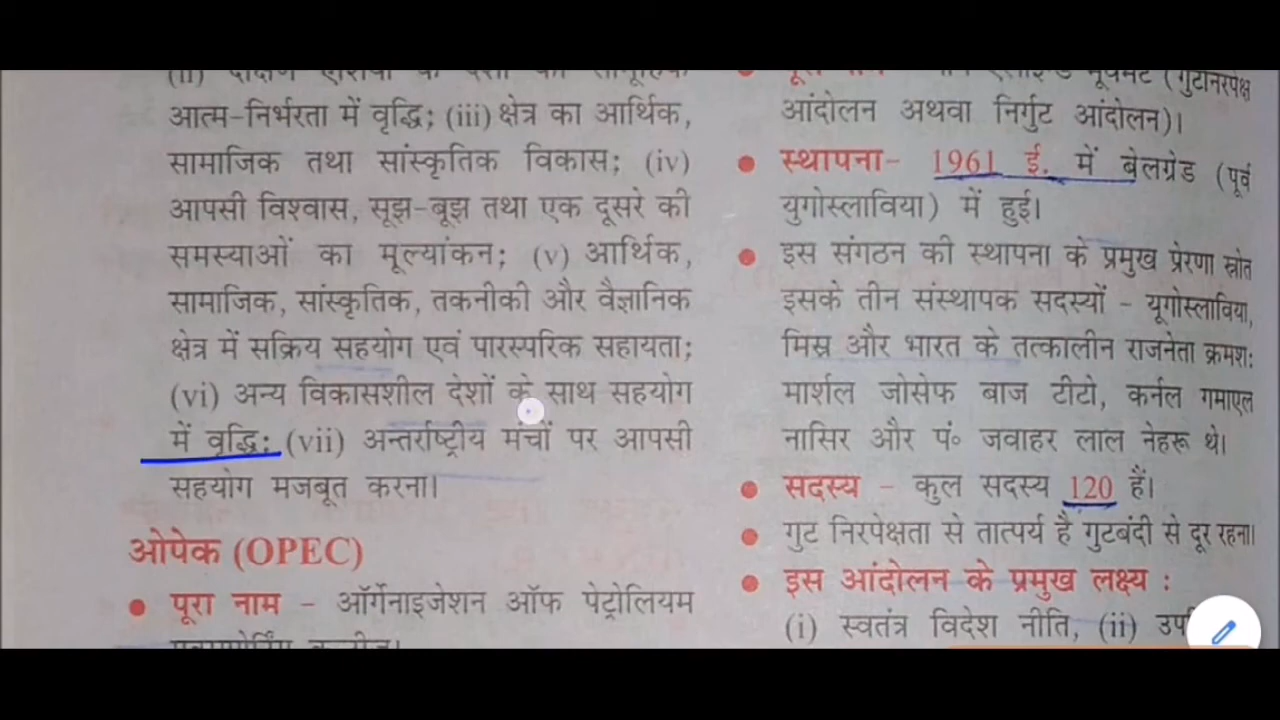 आत्म-निर्भरता में वृद्धि; (iii) क्षेत्र का आर्थिक,
सामाजिक तथा सांस्कृतिक विकास; (iv)
आपसी विश्वास, सूझ-बूझ तथा एक दूसरे की
समस्याओं का मूल्यांकन; (v) आर्थिक,
सामाजिक, सांस्कृतिक, तकनीकी और वैज्ञानिक
क्षेत्र में सक्रिय सहयोग एवं पारस्परिक सहायता;
(vi) अन्य विकासशील देशों के साथ सहयोग
में वृद्धि; (vii) अन्तर्राष्ट्रीय मंचों पर आपसी
सहयोग मजबूत करना।
ओपेक (OPEC)
• पूरा नाम – ऑर्गेनाइजेशन ऑफ पेट्रोलियम
(गुटनिरपेक्ष
आंदोलन अथवा निर्गुट आंदोलन)।
• स्थापना– 1961 ई. में बेलग्रेड (पूर्व
युगोस्लाविया) में हुई।
• इस संगठन की स्थापना के प्रमुख प्रेरणा स्रोत
इसके तीन संस्थापक सदस्यों – यूगोस्लाविया,
मिस्र और भारत के तत्कालीन राजनेता क्रमश:
मार्शल जोसेफ बाज टीटो, कर्नल गमाएल
नासिर और पं॰ जवाहर लाल नेहरू थे।
• सदस्य – कुल सदस्य 120 हैं।
• गुट निरपेक्षता से तात्पर्य है गुटबंदी से दूर रहना।
• इस आंदोलन के प्रमुख लक्ष्य :
(i) स्वतंत्र विदेश नीति, (ii)